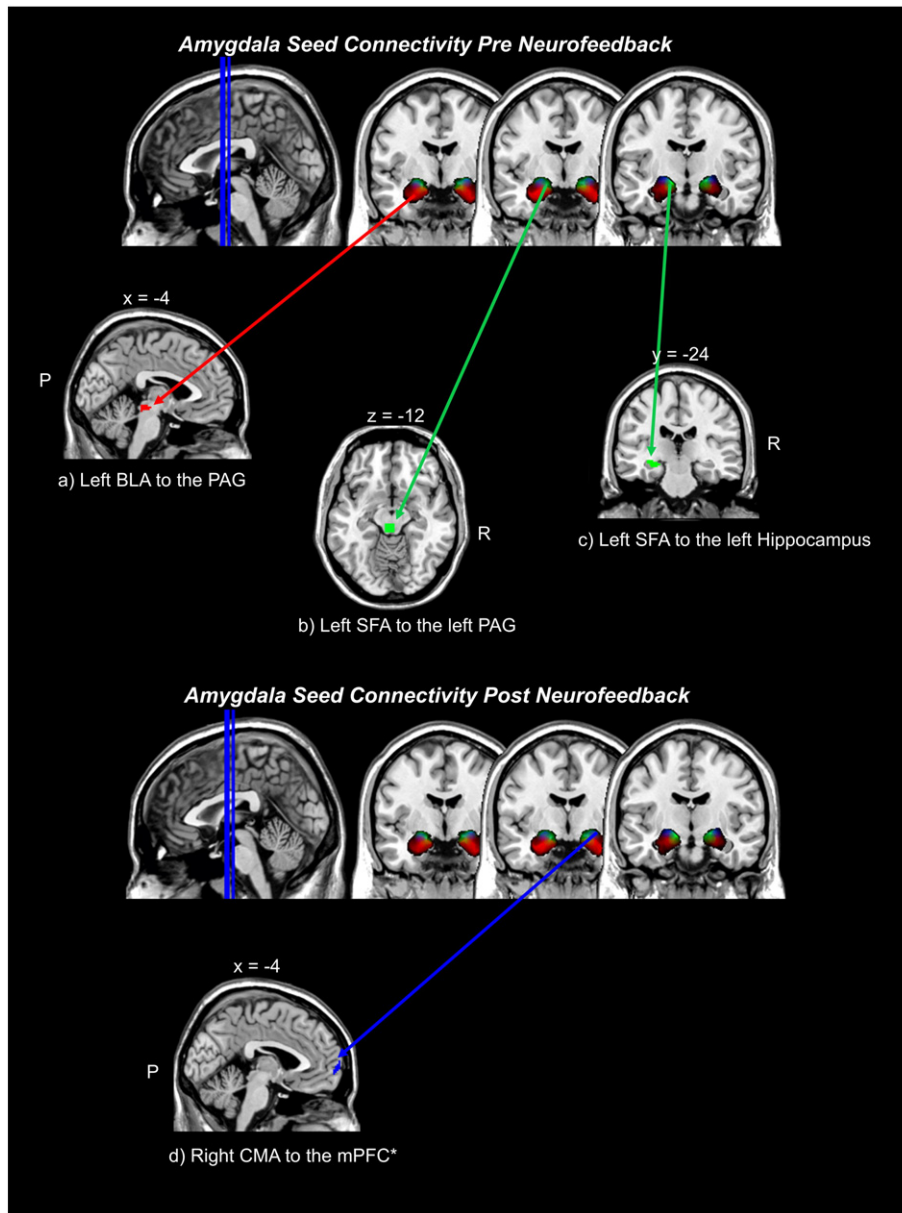 Amygdala Seed Connectivity Pre Neurofeedback
x = -4
P
a) Left BLA to the PAG
z = -12
R
b) Left SFA to the left PAG
y = -24
R
c) Left SFA to the left Hippocampus
Amygdala Seed Connectivity Post Neurofeedback
x = -4
P
d) Right CMA to the mPFC*